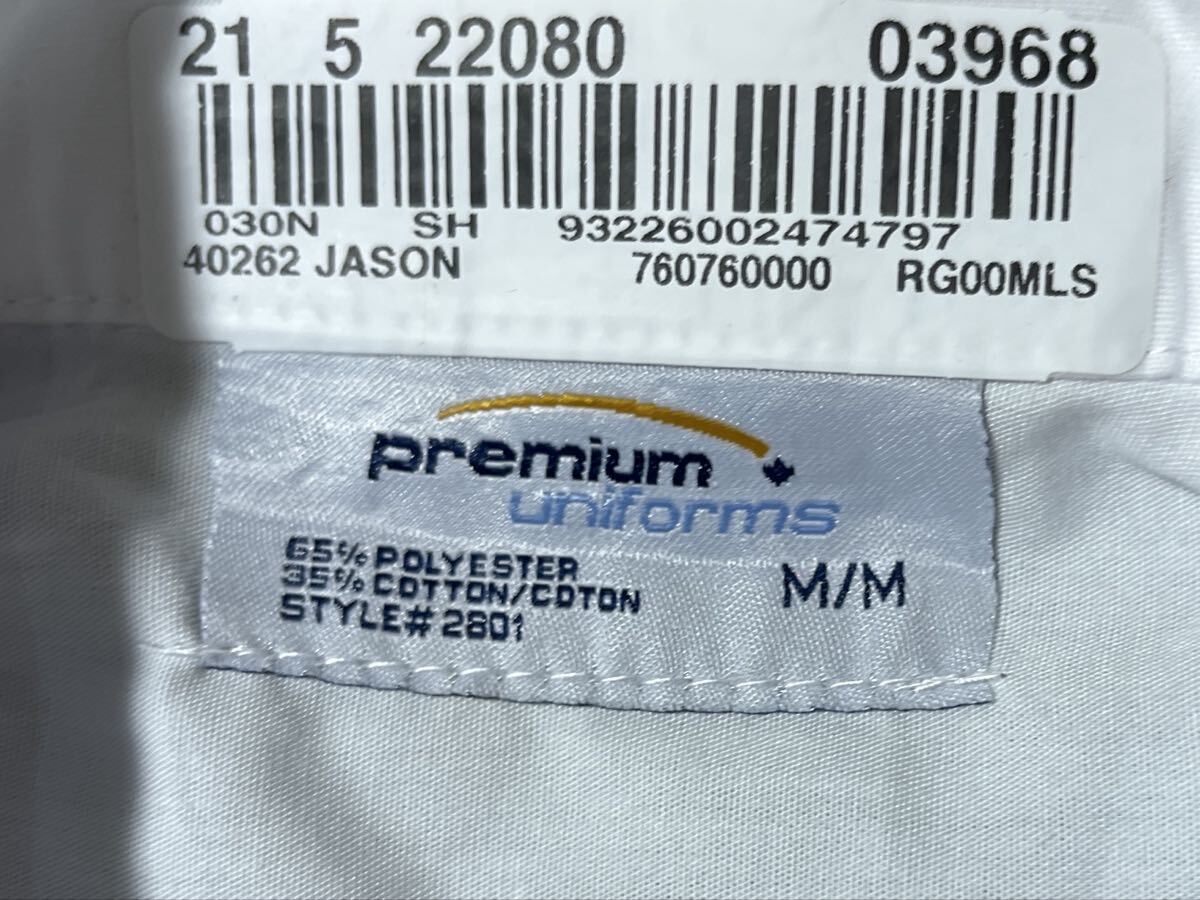 21 5 22080 03968
030N SH 93226002474797
40262 JASON 760760000 RG00MLS
premium
uniforms
65% POLYESTER
35% COTTON/COTON
STYLE# 2801
M/M